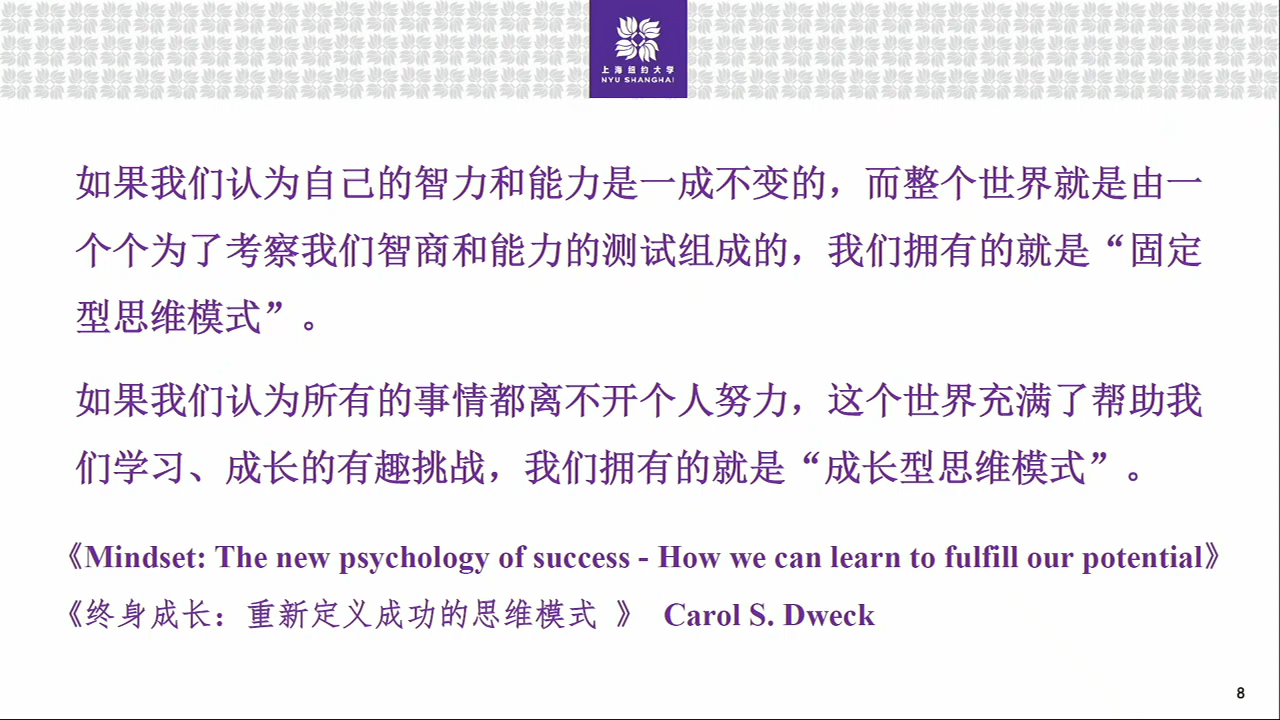 上海纽约大学
NYU SHANGHAI
如果我们认为自己的智力和能力是一成不变的，而整个世界就是由一
个个为了考察我们智商和能力的测试组成的，我们拥有的就是“固定
型思维模式”。
如果我们认为所有的事情都离不开个人努力，这个世界充满了帮助我
们学习、成长的有趣挑战，我们拥有的就是“成长型思维模式”。
《Mindset: The new psychology of success - How we can learn to fulfill our potential》
《终身成长：重新定义成功的思维模式 》 Carol S. Dweck
8